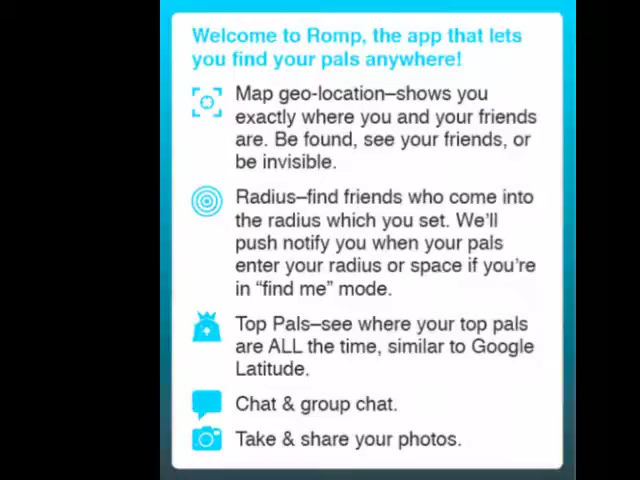 Welcome to Romp, the app that lets
you find your pals anywhere!
Map geo-location–shows you
exactly where you and your friends
are. Be found, see your friends, or
be invisible.
Radius–find friends who come into
the radius which you set. We'll
push notify you when your pals
enter your radius or space if you're
in “find me” mode.
Top Pals–see where your top pals
are ALL the time, similar to Google
Latitude.
Chat & group chat.
Take & share your photos.